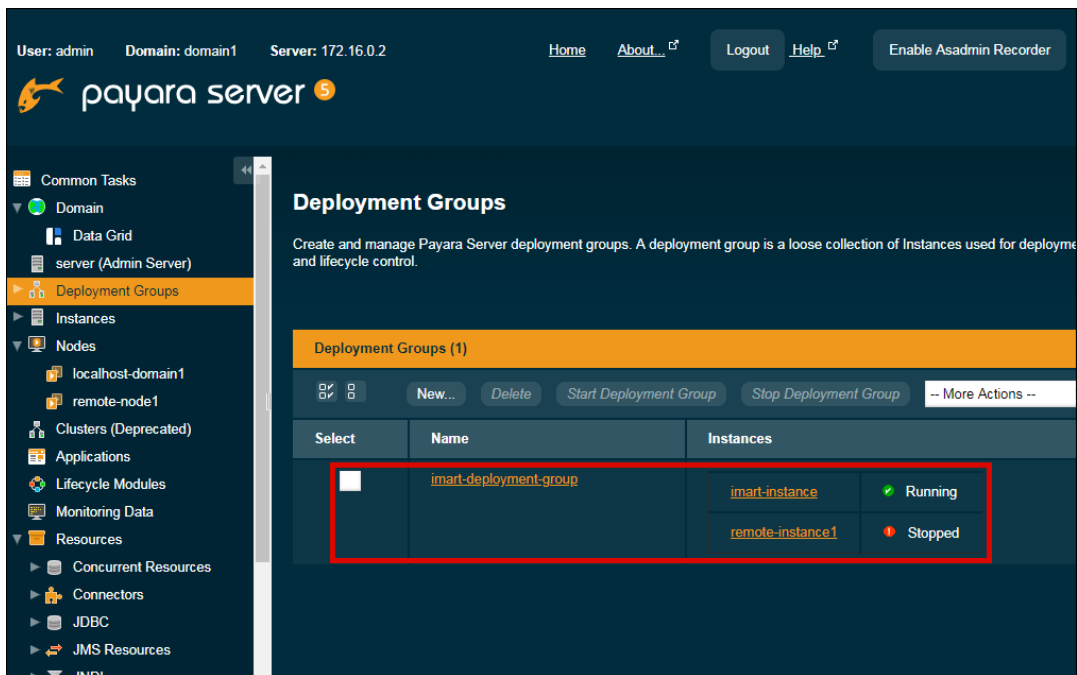 User: admin Domain: domain1 Server: 172.16.0.2 Home About... Logout Help Enable Asadmin Recorder
payara server 5
Common Tasks
Domain
Data Grid
server (Admin Server)
Deployment Groups
Instances
Nodes
localhost-domain1
remote-node1
Clusters (Deprecated)
Applications
Lifecycle Modules
Monitoring Data
Resources
Concurrent Resources
Connectors
JDBC
JMS Resources
JNDI
Deployment Groups
Create and manage Payara Server deployment groups. A deployment group is a loose collection of Instances used for deployme
and lifecycle control.
Deployment Groups (1)
New... Delete Start Deployment Group Stop Deployment Group -- More Actions --
Select Name Instances
imart-deployment-group
imart-instance Running
remote-instance1 Stopped